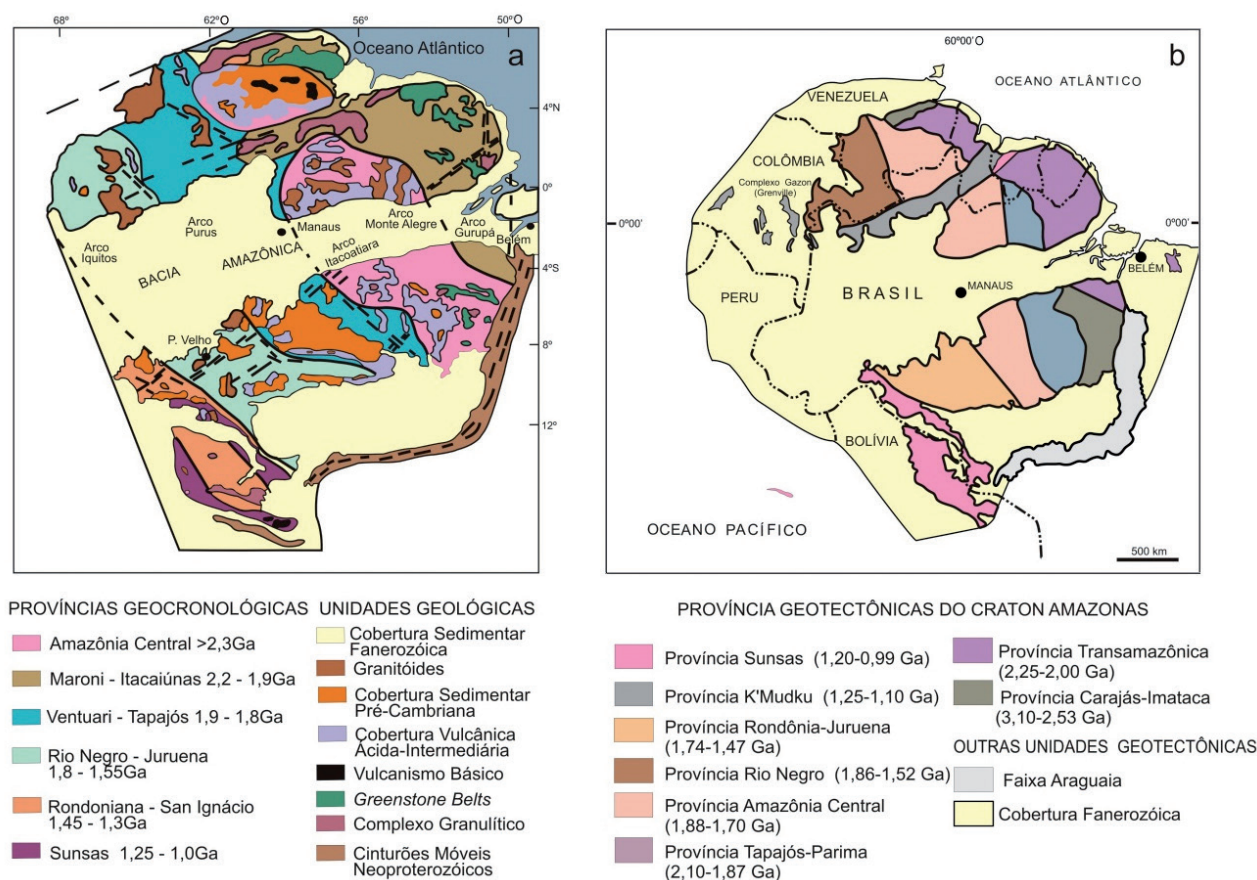 68°
62°O
56°
50°O
Oceano Atlântico
a
4°N
0°
4°S
8°
12°
Arco
Iquitos
Arco
Purus
Manaus
Arco
Monte Alegre
Arco
Gurupá
Belém
Arco
Itacoatiara
BACIA AMAZÔNICA
P. Velho
PROVÍNCIAS GEOCRONOLÓGICAS
Amazônia Central >2,3Ga
Maroni - Itacaiúnas 2,2 - 1,9Ga
Ventuari - Tapajós 1,9 - 1,8Ga
Rio Negro - Juruena
1,8 - 1,55Ga
Rondoniana - San Ignácio
1,45 - 1,3Ga
Sunsas 1,25 - 1,0Ga
UNIDADES GEOLÓGICAS
Cobertura Sedimentar
Fanerozóica
Granitóides
Cobertura Sedimentar
Pré-Cambriana
Cobertura Vulcânica
Ácida-Intermediária
Vulcanismo Básico
Greenstone Belts
Complexo Granulítico
Cinturões Móveis
Neoproterozóicos
60°00'O
b
OCEANO ATLÂNTICO
VENEZUELA
COLÔMBIA
Complexo Gazon
(Grenville)
0°00'
0°00'
BELÉM
PERU
BRASIL
MANAUS
BOLÍVIA
OCEANO PACÍFICO
500 km
PROVÍNCIA GEOTECTÔNICAS DO CRATON AMAZONAS
Província Sunsas (1,20-0,99 Ga)
Província K'Mudku (1,25-1,10 Ga)
Província Rondônia-Juruena
(1,74-1,47 Ga)
Província Rio Negro (1,86-1,52 Ga)
Província Amazônia Central
(1,88-1,70 Ga)
Província Tapajós-Parima
(2,10-1,87 Ga)
Província Transamazônica
(2,25-2,00 Ga)
Província Carajás-Imataca
(3,10-2,53 Ga)
OUTRAS UNIDADES GEOTECTÔNICAS
Faixa Araguaia
Cobertura Fanerozóica